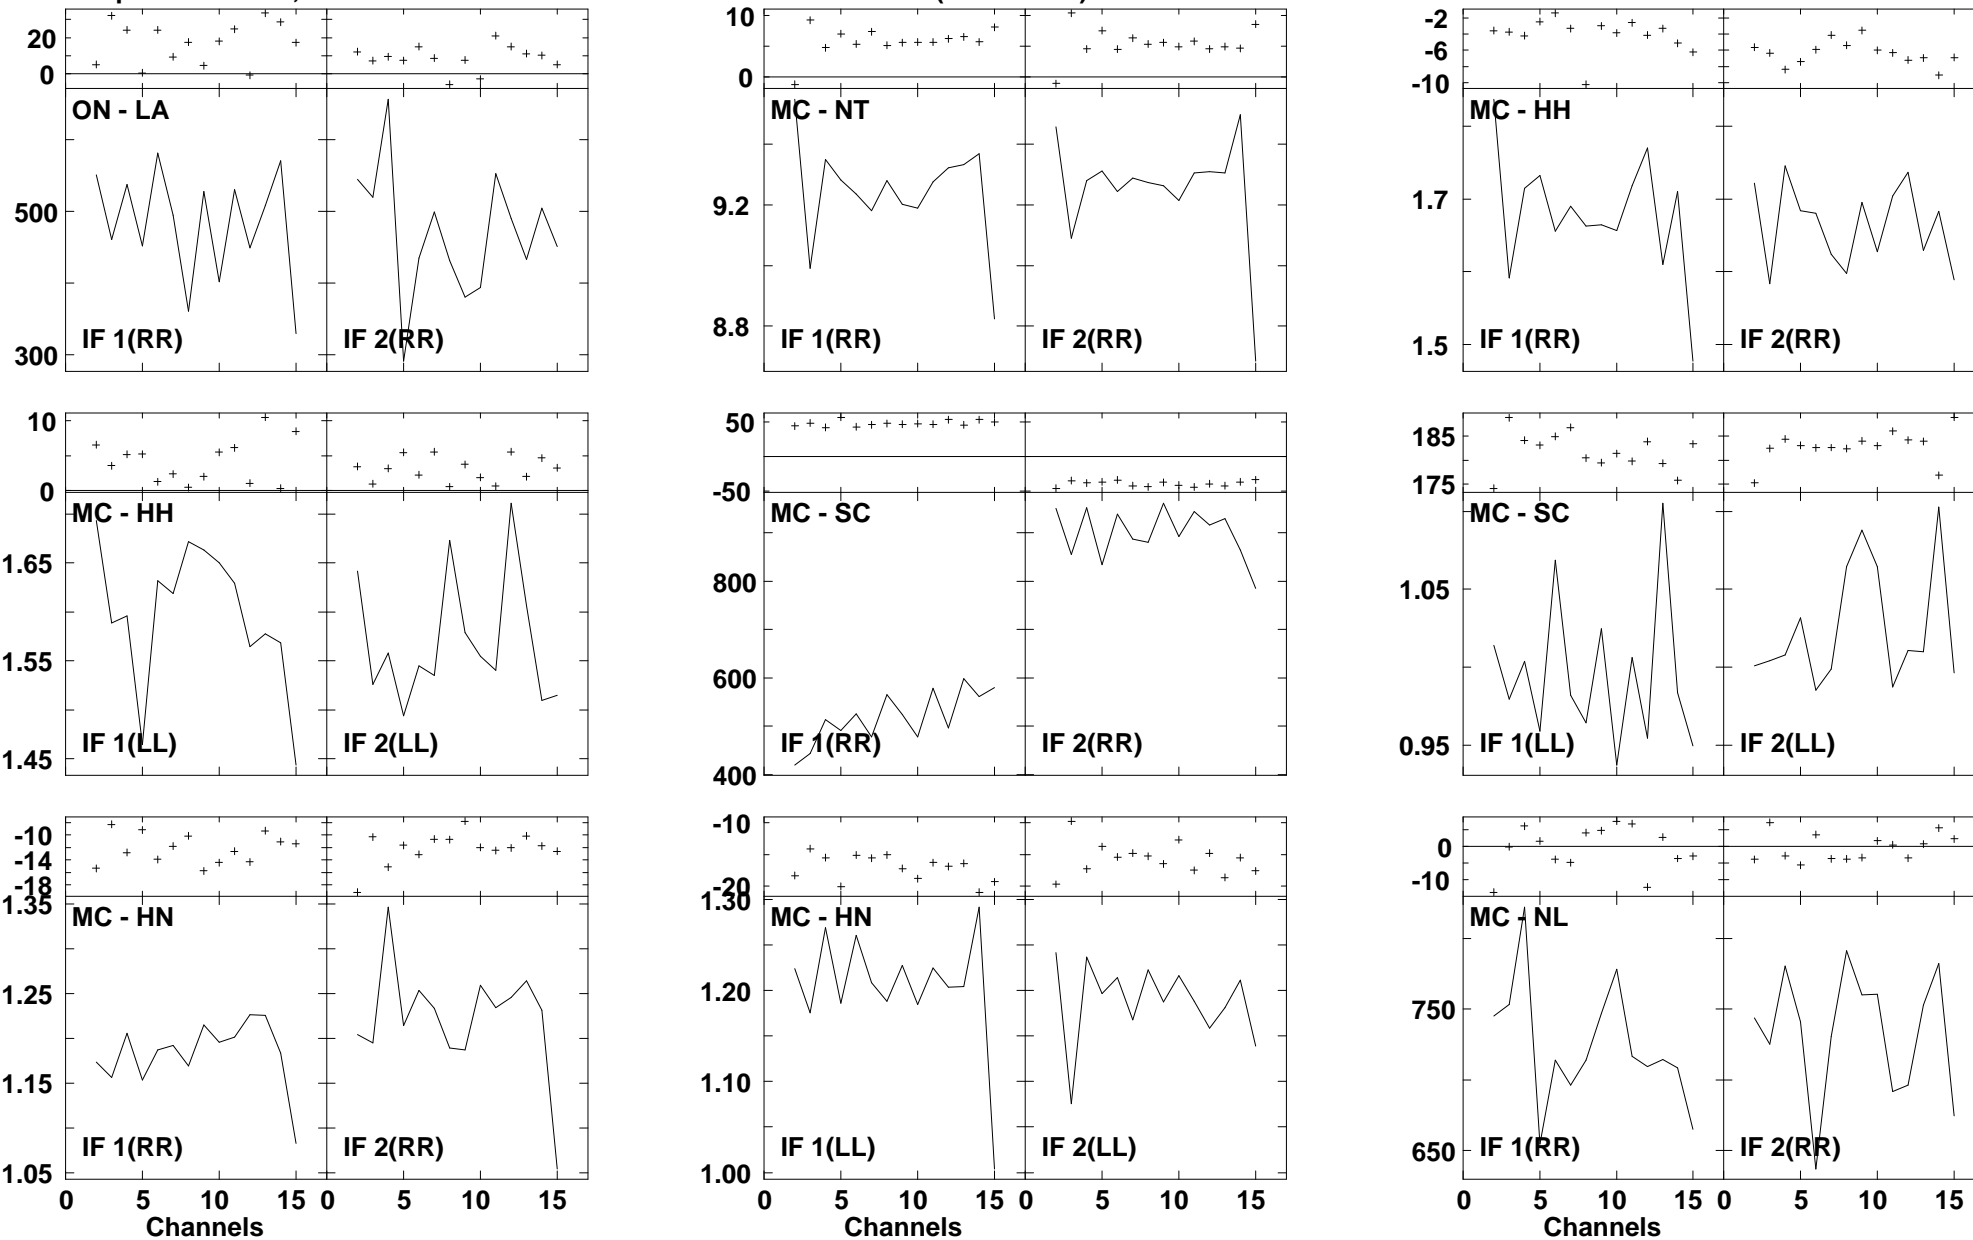 20
0
ON - LA
500
300
IF 1(RR)
IF 2(RR)
10
0
MC - NT
9.2
8.8
IF 1(RR)
IF 2(RR)
-2
-6
-10
MC - HH
1.7
1.5
IF 1(RR)
IF 2(RR)
10
0
MC - HH
1.65
1.55
1.45
IF 1(LL)
IF 2(LL)
50
-50
MC - SC
800
600
400
IF 1(RR)
IF 2(RR)
185
175
MC - SC
1.05
0.95
IF 1(LL)
IF 2(LL)
-10
-14
-18
1.35
MC - HN
1.25
1.15
1.05
IF 1(RR)
IF 2(RR)
0 5 10 15 0 5 10 15
Channels
-10
-20
1.30
MC - HN
1.20
1.10
1.00
IF 1(LL)
IF 2(LL)
0 5 10 15 0 5 10 15
Channels
0
-10
MC - NL
750
650
IF 1(RR)
IF 2(RR)
0 5 10 15 0 5 10 15
Channels